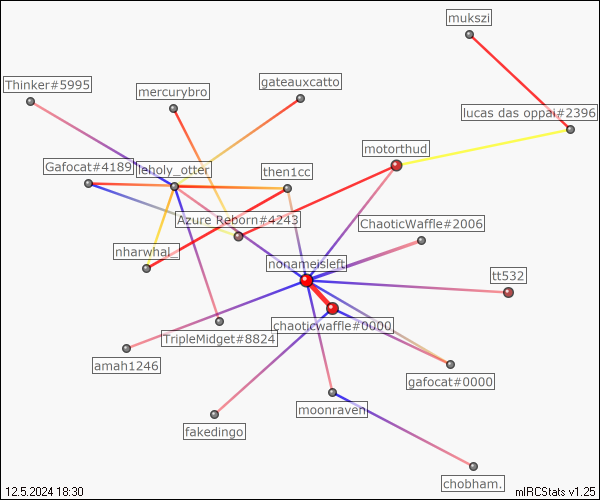 mukszi
Thinker#5995
mercurybro
gateauxcatto
lucas das oppai#2396
motorthud
Gafocat#4189
leholy_otter
then1cc
Azure Reborn#4243
ChaoticWaffle#2006
nharwhal_
nonameisleft
tt532
chaoticwaffle#0000
TripleMidget#8824
amah1246
gafocat#0000
moonraven
fakedingo
chobham.
12.5.2024 18:30
mIRCStats v1.25